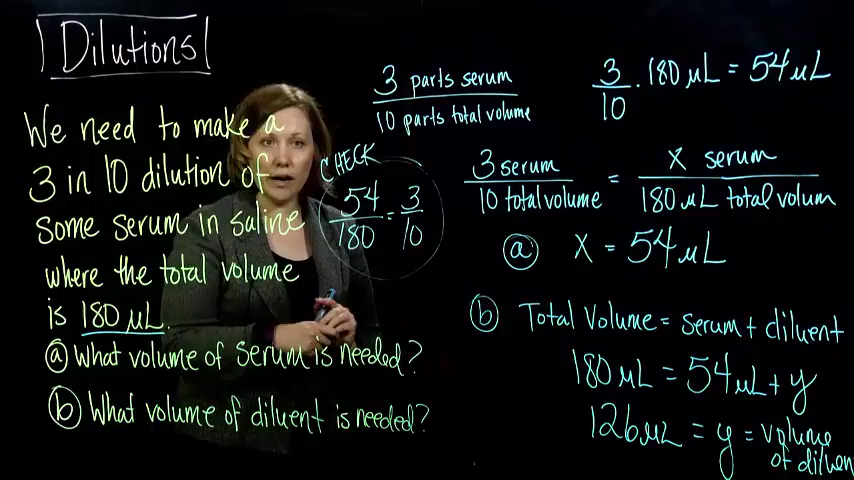 Dilutions
We need to make a
3 in 10 dilution of
some serum in saline
where the total volume
is 180 µL.
ⓐ What volume of serum is needed?
ⓑ What volume of diluent is needed?
CHECK
54/180 = 3/10
3 parts serum
10 parts total volume
3/10 · 180 µL = 54 µL
3 serum / 10 total volume = X serum / 180 µL total volum
ⓐ X = 54 µL
ⓑ Total Volume = serum + diluent
180 µL = 54 µL + y
126 µL = y = volume
of diluen